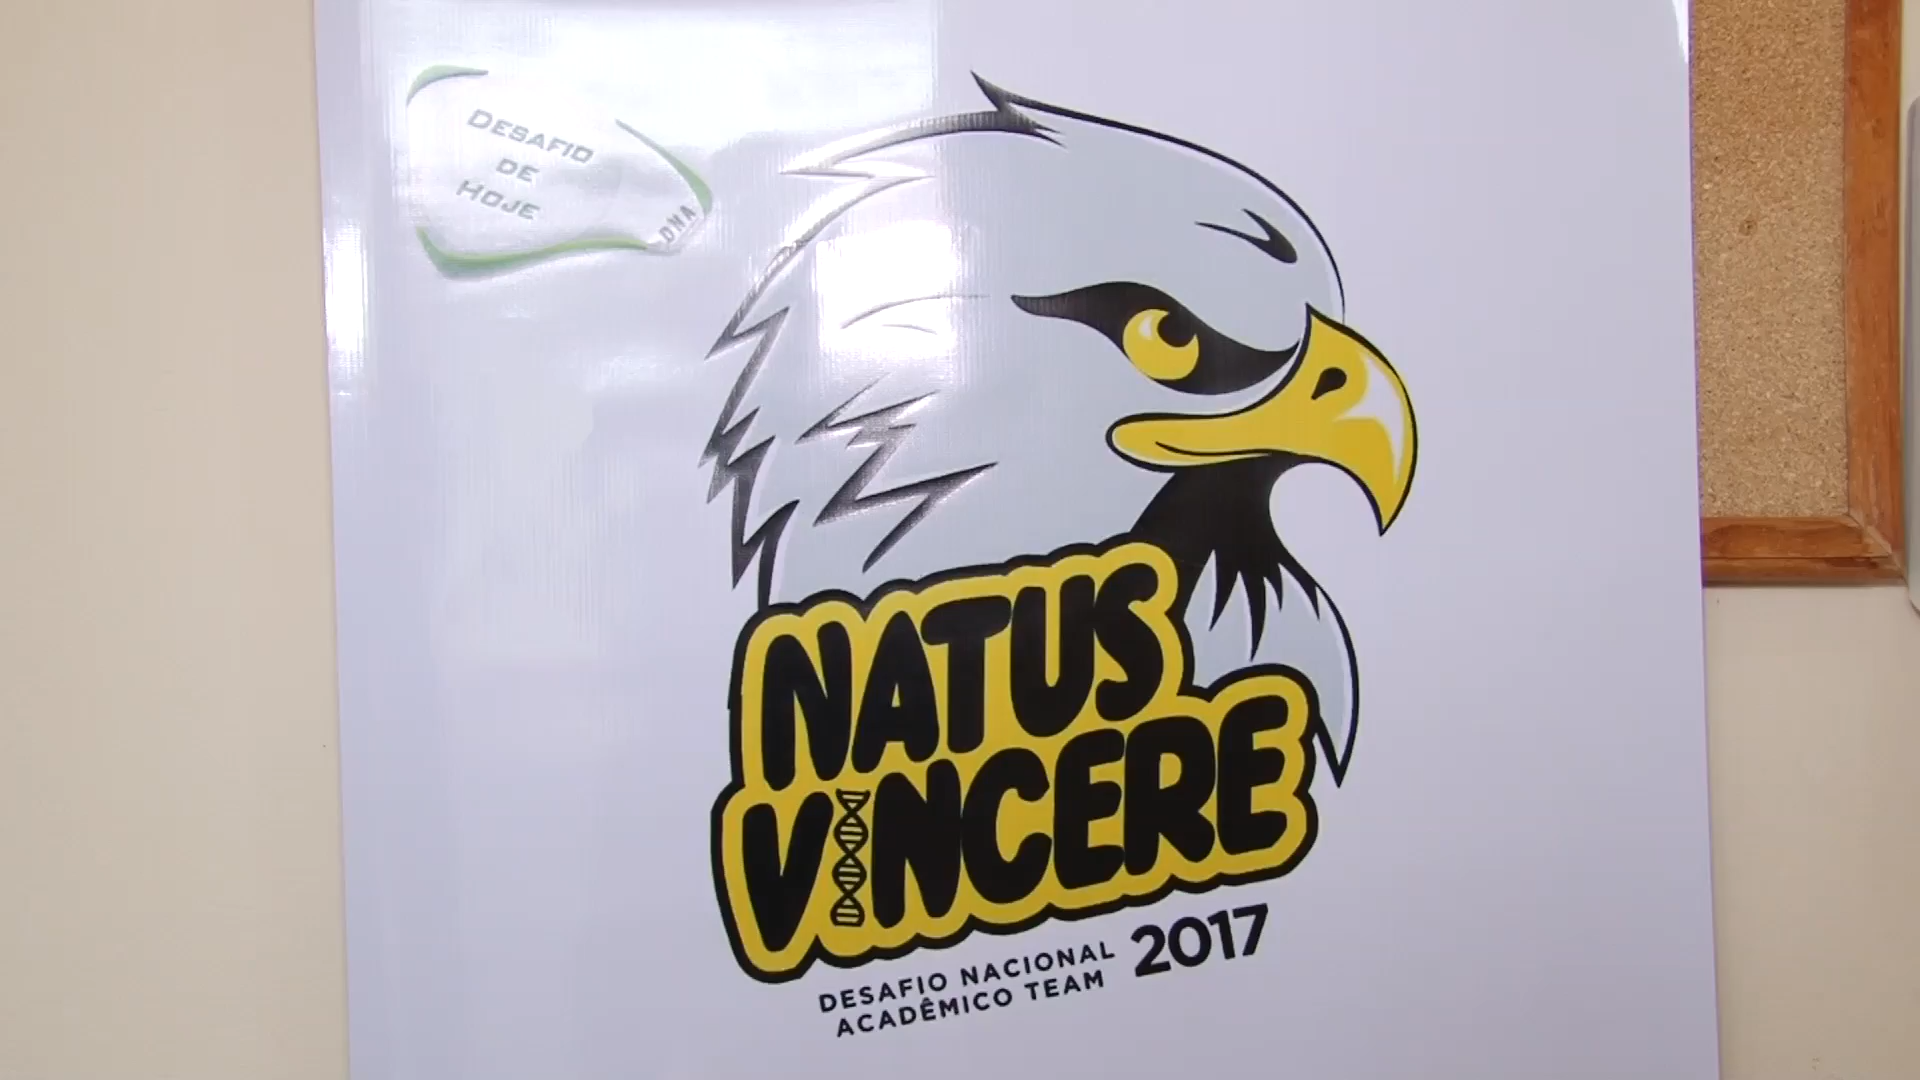 DESAFIO
DE
HOJE
DNA
NATUS
VINCERE
DESAFIO NACIONAL
ACADÊMICO TEAM
2017